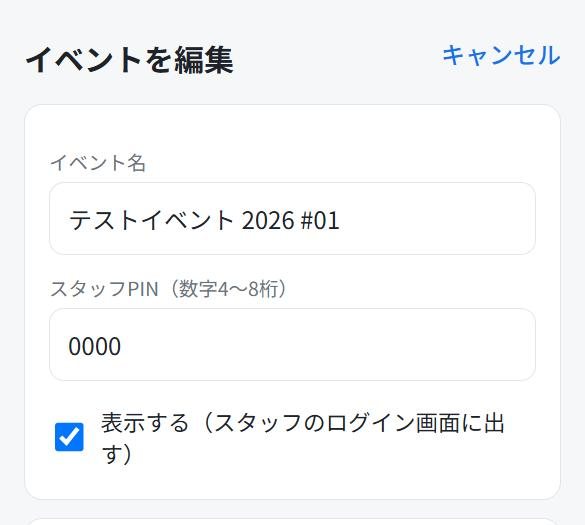 イベントを編集
キャンセル
イベント名
テストイベント 2026 #01
スタッフPIN（数字4〜8桁）
0000
表示する（スタッフのログイン画面に出
す）